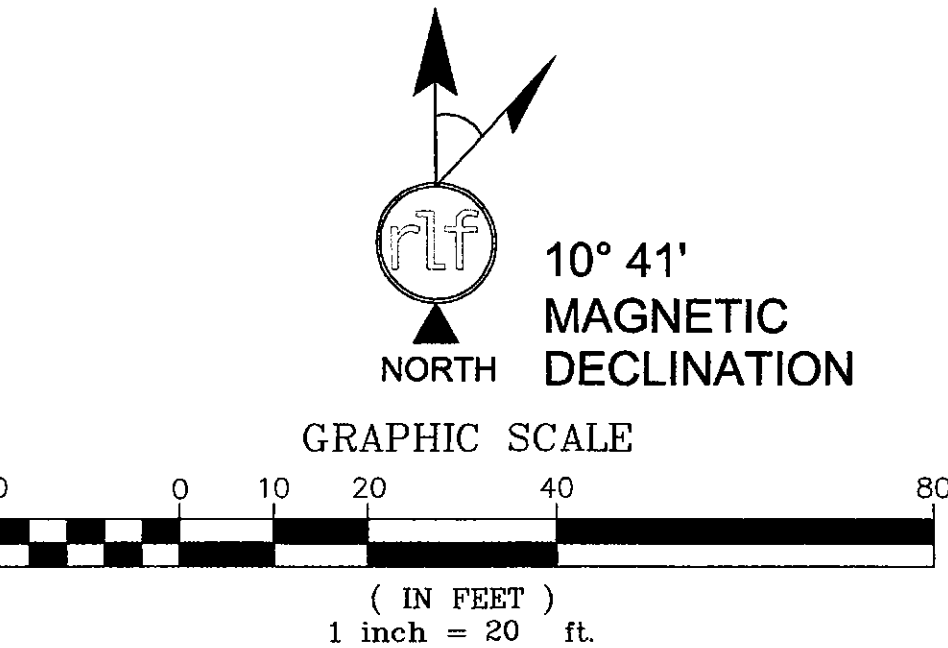 rlf
10° 41'
MAGNETIC
DECLINATION
NORTH
GRAPHIC SCALE
0 0 10 20 40 80
( IN FEET )
1 inch = 20 ft.